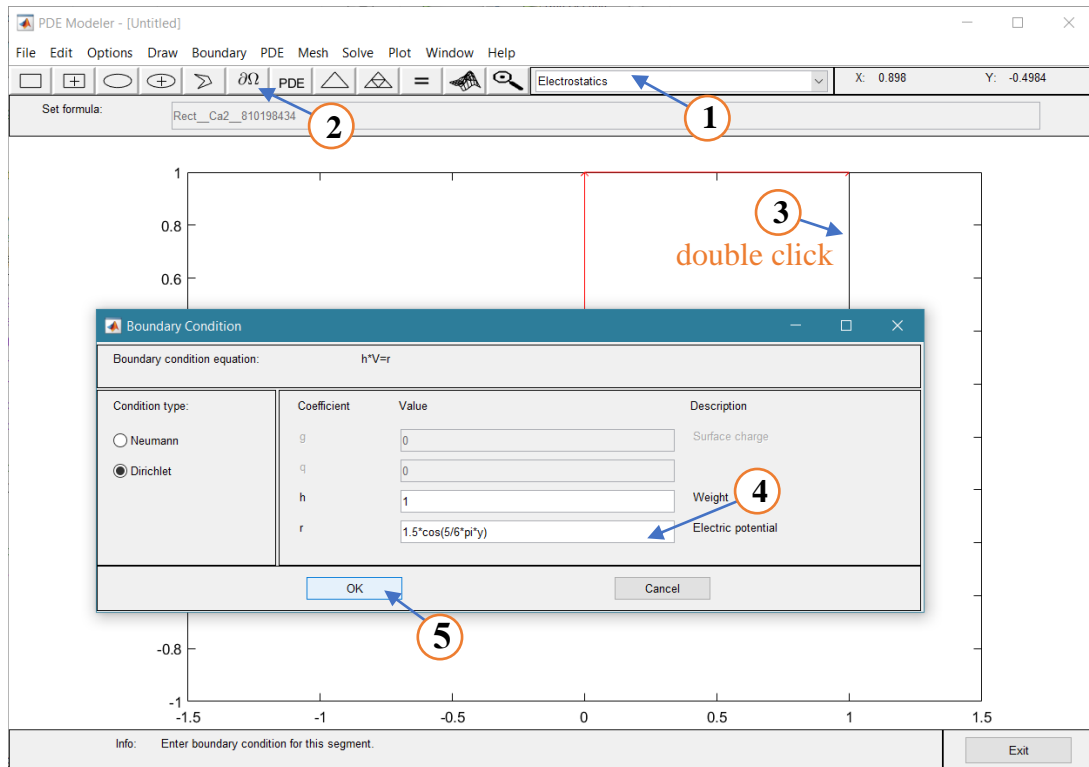 PDE Modeler - [Untitled]
File Edit Options Draw Boundary PDE Mesh Solve Plot Window Help
∂Ω PDE = Electrostatics X: 0.898 Y: -0.4984
1
2
Set formula: Rect__Ca2__810198434
1
0.8
0.6
3
double click
Boundary Condition
Boundary condition equation: h*V=r
Condition type:
Neumann
Dirichlet
Coefficient Value Description
g 0 Surface charge
q 0
h 1 Weight
r 1.5*cos(5/6*pi*y) Electric potential
4
OK Cancel
5
-0.8
-1
-1.5 -1 -0.5 0 0.5 1 1.5
Info: Enter boundary condition for this segment. Exit